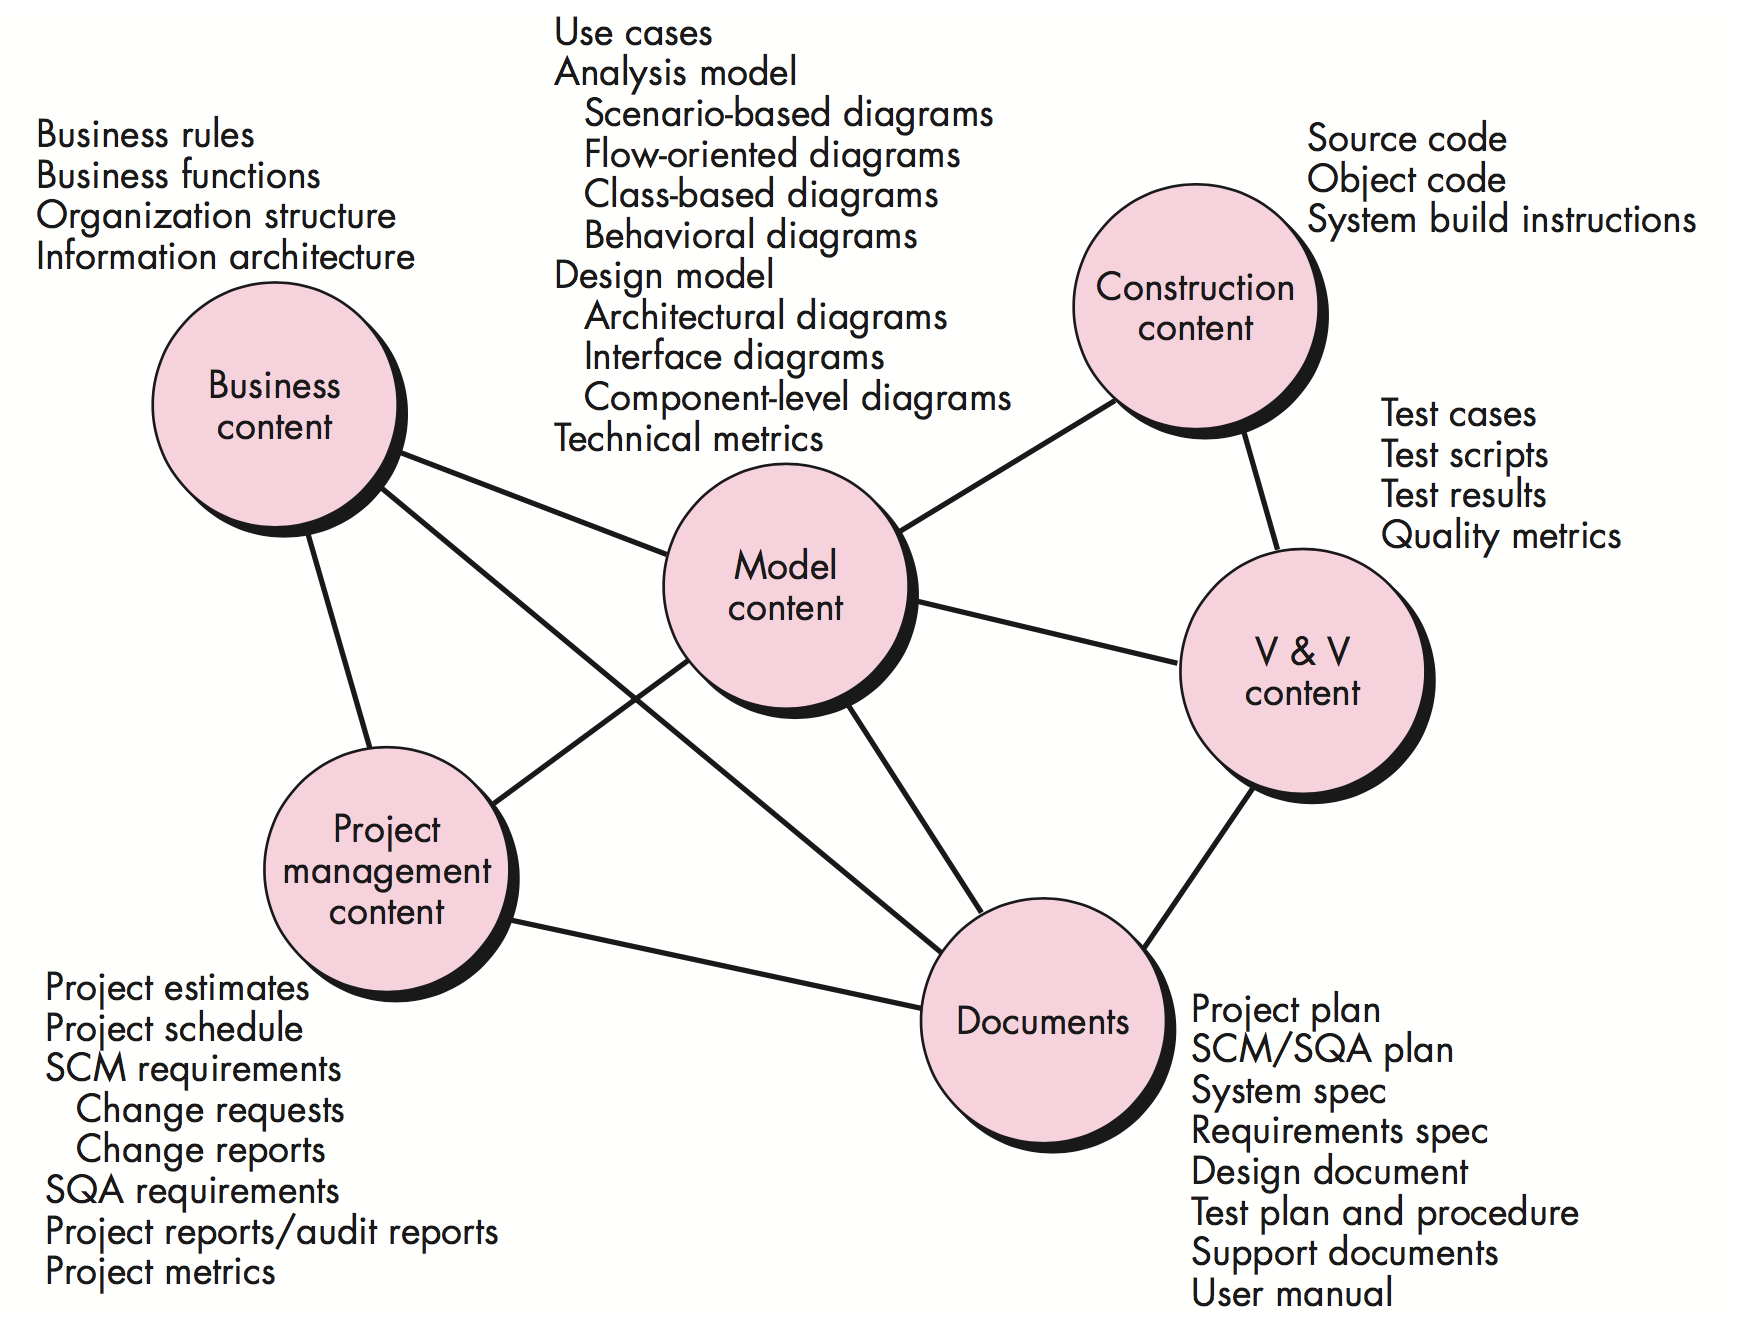 Use cases
Analysis model
Scenario-based diagrams
Flow-oriented diagrams
Class-based diagrams
Behavioral diagrams
Design model
Architectural diagrams
Interface diagrams
Component-level diagrams
Technical metrics
Business rules
Business functions
Organization structure
Information architecture
Business
content
Source code
Object code
System build instructions
Construction
content
Model
content
Test cases
Test scripts
Test results
Quality metrics
V & V
content
Project
management
content
Project estimates
Project schedule
SCM requirements
Change requests
Change reports
SQA requirements
Project reports/audit reports
Project metrics
Documents
Project plan
SCM/SQA plan
System spec
Requirements spec
Design document
Test plan and procedure
Support documents
User manual